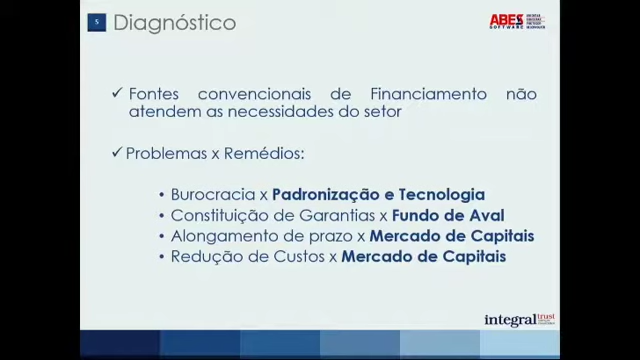 5
Diagnóstico
ABES
SOFTWARE
✓ Fontes convencionais de Financiamento não
atendem as necessidades do setor
✓ Problemas x Remédios:
• Burocracia x Padronização e Tecnologia
• Constituição de Garantias x Fundo de Aval
• Alongamento de prazo x Mercado de Capitais
• Redução de Custos x Mercado de Capitais
integral trust